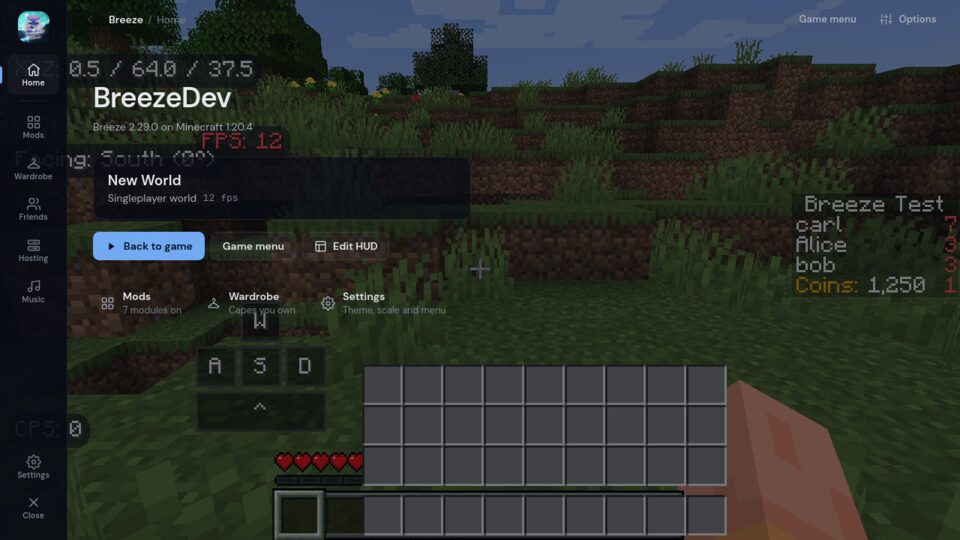 Breeze / Home
Game menu
Options
Home
0.5 / 64.0 / 37.5
BreezeDev
Breeze 2.29.0 on Minecraft 1.20.4
FPS: 12
Mods
Facing: South (0°)
Wardrobe
New World
Singleplayer world 12 fps
Friends
Breeze Test
carl 7
Alice 3
bob 3
Coins: 1,250 1
Back to game
Game menu
Edit HUD
Hosting
Music
Mods
7 modules on
Wardrobe
Capes you own
Settings
Theme, scale and menu
W
A S D
^
CPS: 0
Settings
Close